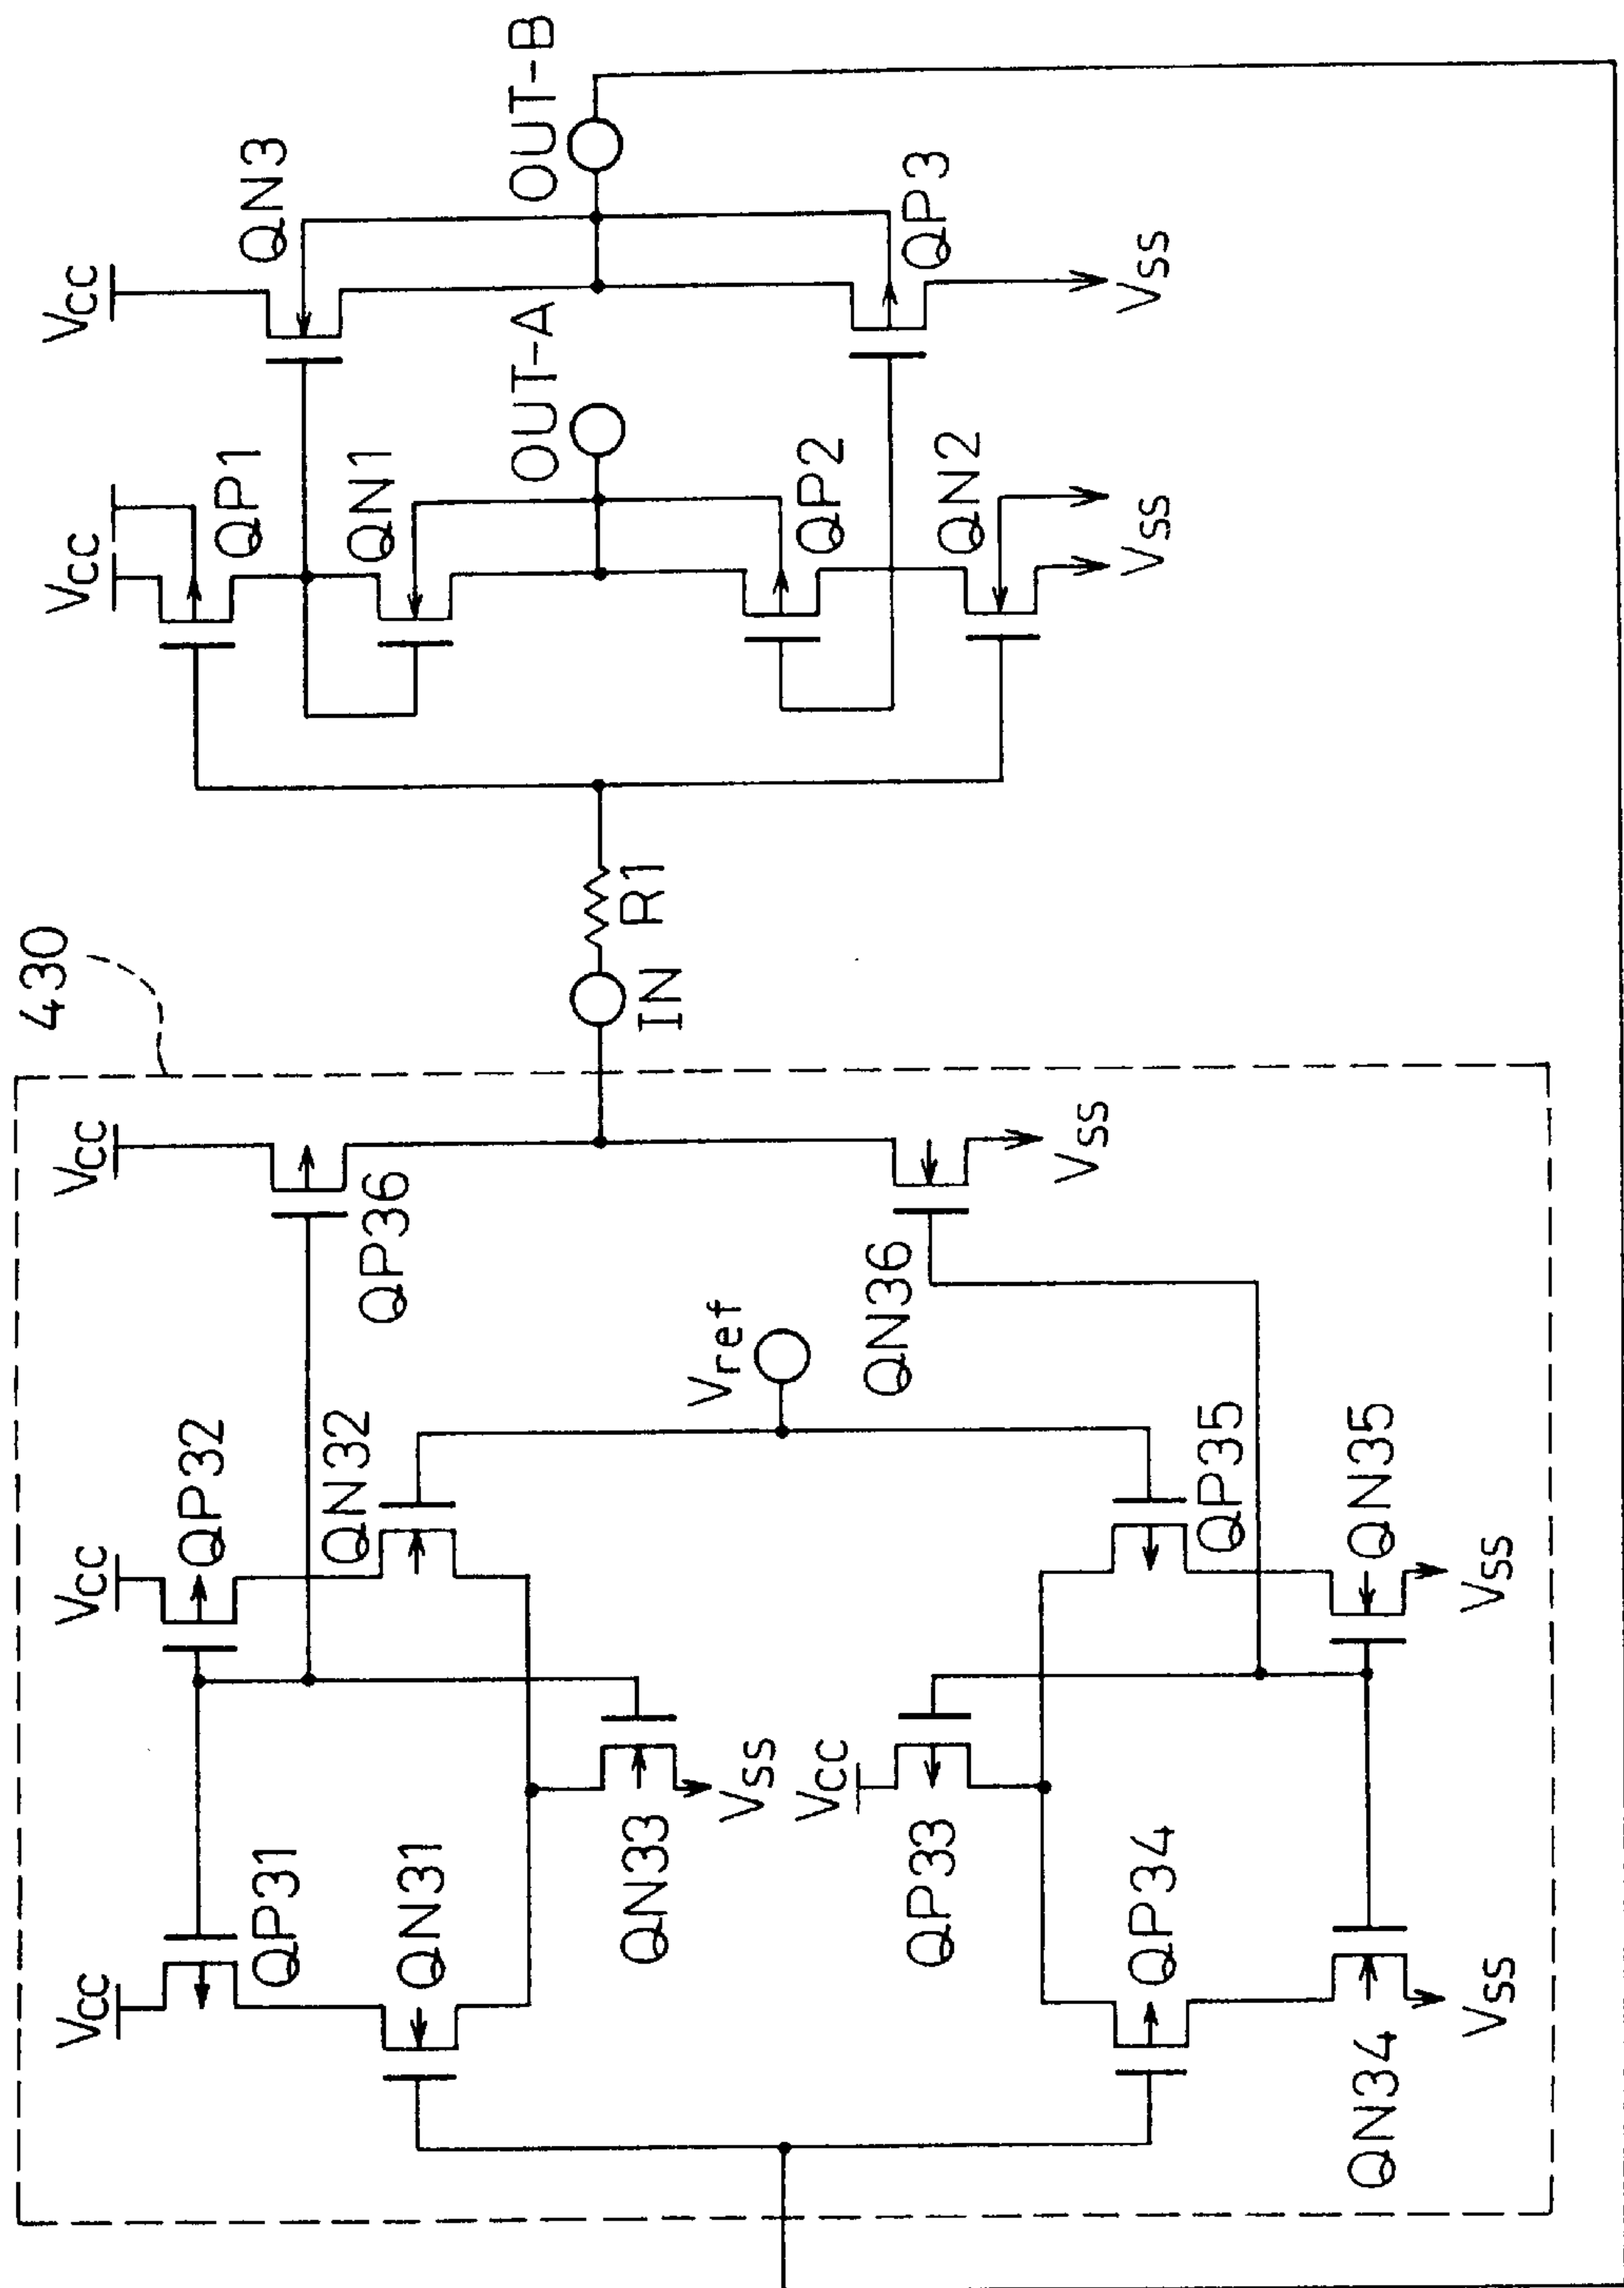 430
VCC
VCC
VCC
VCC
VCC
QP31
QP32
QP36
QP1
QN3
QN31
QN32
QN1
OUT-A
OUT-B
IN
R1
QN33
VSS
Vref
VCC
QP33
QN36
VSS
QP2
QP3
QN2
VSS
VSS
QP34
QP35
QN34
QN35
VSS
VSS